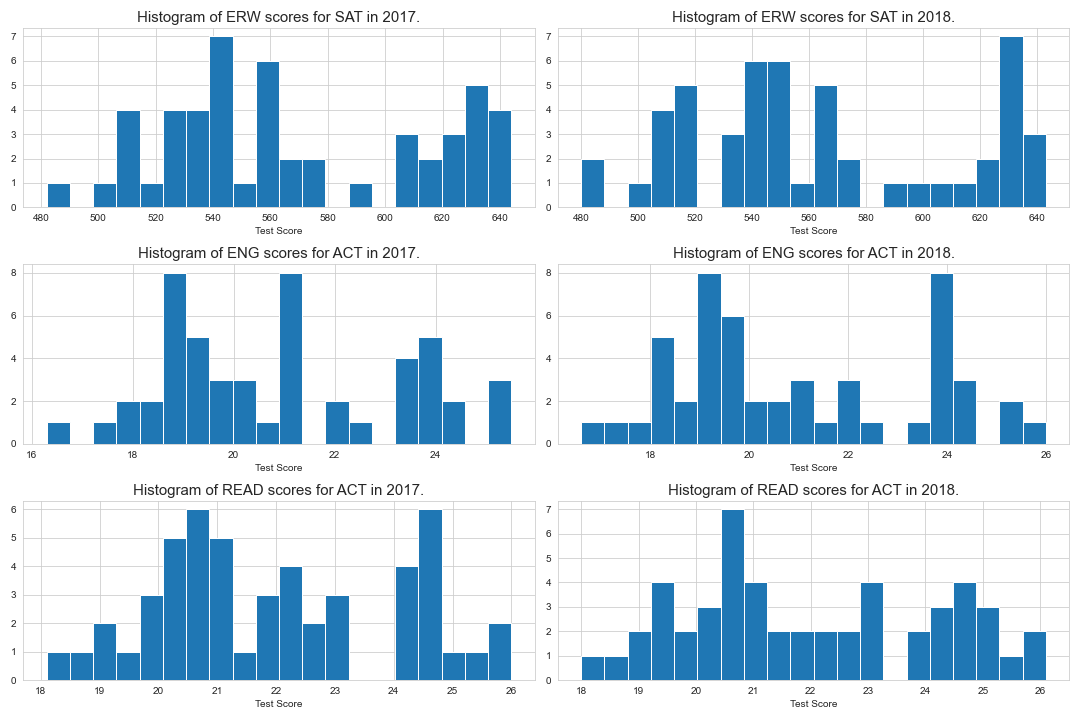 Histogram of ERW scores for SAT in 2017.
7
6
5
4
3
2
1
0
480 500 520 540 560 580 600 620 640
Test Score
Histogram of ERW scores for SAT in 2018.
7
6
5
4
3
2
1
0
480 500 520 540 560 580 600 620 640
Test Score
Histogram of ENG scores for ACT in 2017.
8
6
4
2
0
16 18 20 22 24
Test Score
Histogram of ENG scores for ACT in 2018.
8
6
4
2
0
18 20 22 24 26
Test Score
Histogram of READ scores for ACT in 2017.
6
5
4
3
2
1
0
18 19 20 21 22 23 24 25 26
Test Score
Histogram of READ scores for ACT in 2018.
7
6
5
4
3
2
1
0
18 19 20 21 22 23 24 25 26
Test Score